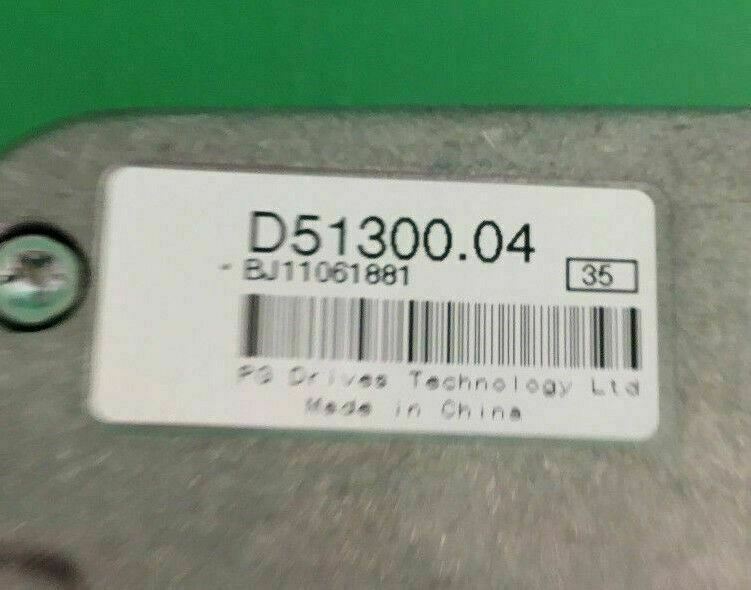 D51300.04
- BJ11061881
35
PG Drives Technology Ltd
Made in China